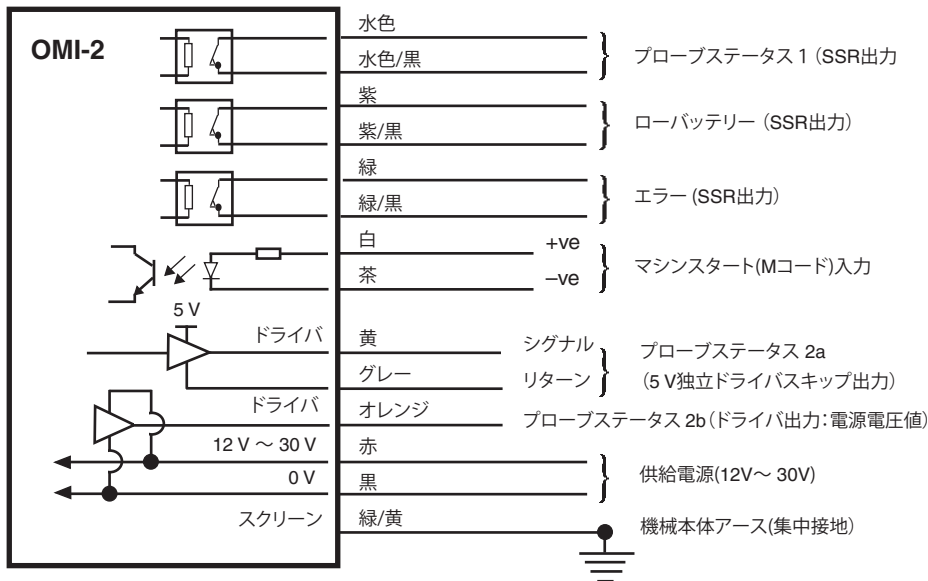 OMI-2
水色
水色/黒
プローブステータス 1 (SSR出力
紫
紫/黒
ローバッテリー (SSR出力)
緑
緑/黒
エラー (SSR出力)
白 +ve
茶 –ve
マシンスタート(Mコード)入力
5 V
ドライバ 黄 シグナル
グレー リターン
プローブステータス 2a
(5 V独立ドライバスキップ出力)
ドライバ オレンジ プローブステータス 2b(ドライバ出力:電源電圧値)
12 V ～ 30 V 赤
0 V 黒
供給電源(12V～ 30V)
スクリーン 緑/黄 機械本体アース(集中接地)